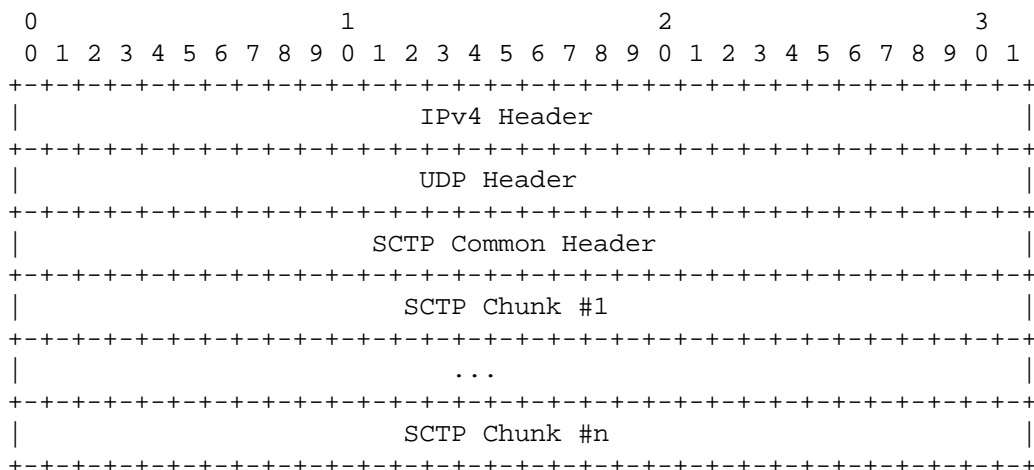 0                   1                   2                   3
 0 1 2 3 4 5 6 7 8 9 0 1 2 3 4 5 6 7 8 9 0 1 2 3 4 5 6 7 8 9 0 1
+-+-+-+-+-+-+-+-+-+-+-+-+-+-+-+-+-+-+-+-+-+-+-+-+-+-+-+-+-+-+-+-+
|                         IPv4 Header                           |
+-+-+-+-+-+-+-+-+-+-+-+-+-+-+-+-+-+-+-+-+-+-+-+-+-+-+-+-+-+-+-+-+
|                         UDP Header                            |
+-+-+-+-+-+-+-+-+-+-+-+-+-+-+-+-+-+-+-+-+-+-+-+-+-+-+-+-+-+-+-+-+
|                      SCTP Common Header                       |
+-+-+-+-+-+-+-+-+-+-+-+-+-+-+-+-+-+-+-+-+-+-+-+-+-+-+-+-+-+-+-+-+
|                        SCTP Chunk #1                          |
+-+-+-+-+-+-+-+-+-+-+-+-+-+-+-+-+-+-+-+-+-+-+-+-+-+-+-+-+-+-+-+-+
|                           ...                                 |
+-+-+-+-+-+-+-+-+-+-+-+-+-+-+-+-+-+-+-+-+-+-+-+-+-+-+-+-+-+-+-+-+
|                        SCTP Chunk #n                          |
+-+-+-+-+-+-+-+-+-+-+-+-+-+-+-+-+-+-+-+-+-+-+-+-+-+-+-+-+-+-+-+-+